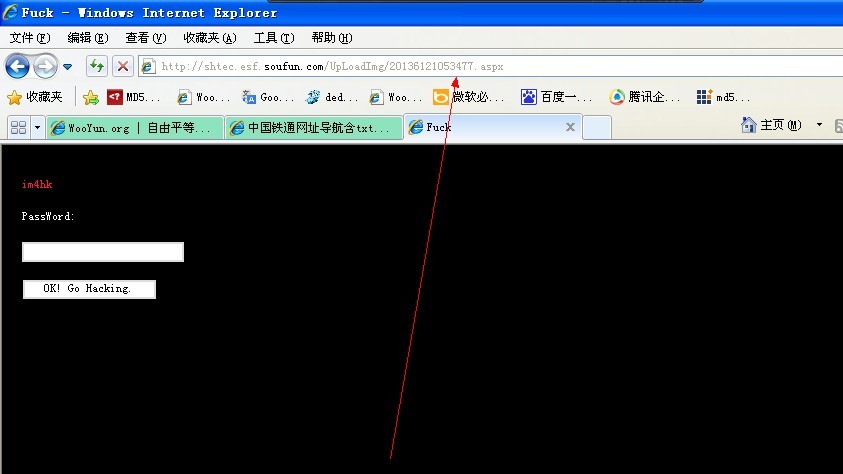 Fuck - Windows Internet Explorer
文件(F) 编辑(E) 查看(V) 收藏夹(A) 工具(T) 帮助(H)
http://shtec.esf.soufun.com/UpLoadImg/20136121053477.aspx
收藏夹 MD5... Woo... Goo... ded... Woo... 微软必... 百度一... 腾讯企... md5...
WooYun.org | 自由平等... 中国铁通网址导航含txt... Fuck 主页(M)
im4hk
PassWord:
OK! Go Hacking.